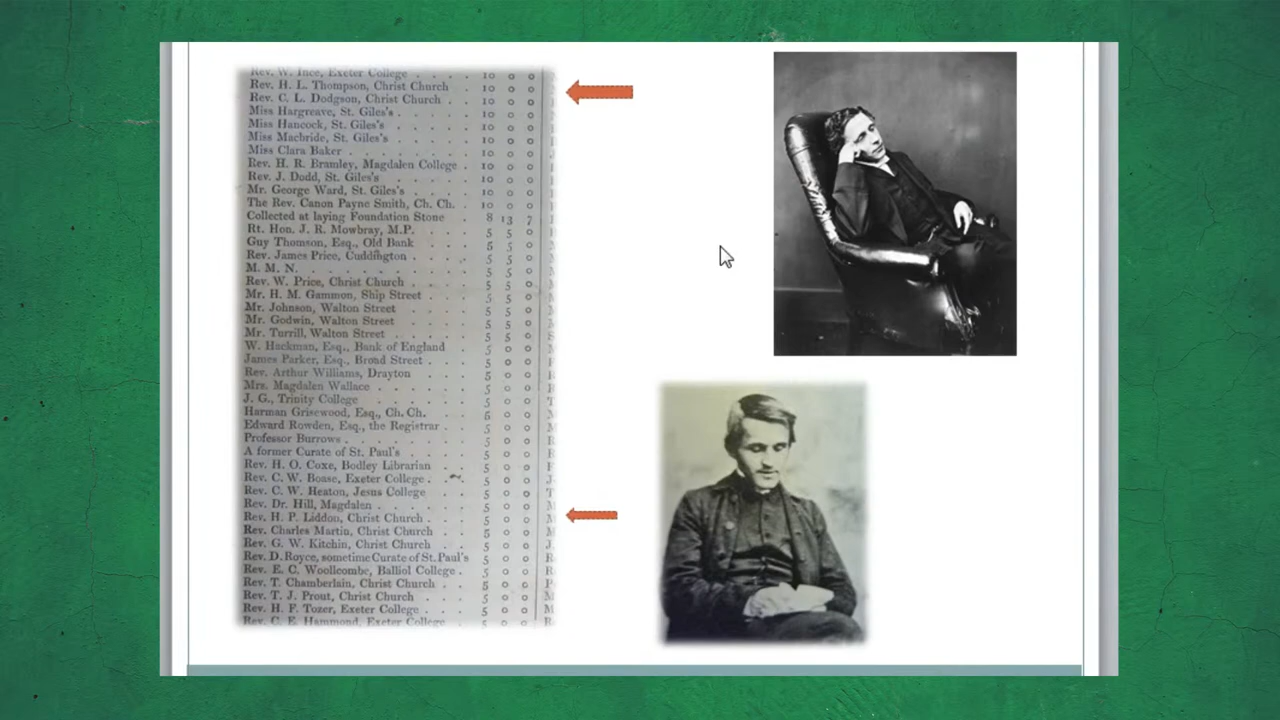 Rev. W. Ince, Exeter College . . . . 10 0 0
Rev. H. L. Thompson, Christ Church 10 0 0
Rev. C. L. Dodgson, Christ Church . . 10 0 0
Miss Hargreave, St. Giles's . . . . . 10 0 0
Miss Hancock, St. Giles's . . . . . 10 0 0
Miss Macbride, St. Giles's . . . . . 10 0 0
Miss Clara Baker . . . . . . . . 10 0 0
Rev. H. R. Bramley, Magdalen College . 10 0 0
Rev. J. Dodd, St. Giles's . . . . . 10 0 0
Mr. George Ward, St. Giles's . . . . 10 0 0
The Rev. Canon Payne Smith, Ch. Ch. . 10 0 0
Collected at laying Foundation Stone . 8 13 7
Rt. Hon. J. R. Mowbray, M.P. . . . 5 5 0
Guy Thomson, Esq., Old Bank . . . 5 5 0
Rev. James Price, Cuddington . . . . 5 5 0
M. M. N. . . . . . . . . . . 5 5 0
Rev. W. Price, Christ Church . . . . 5 5 0
Mr. H. M. Gammon, Ship Street . . . 5 5 0
Mr. Johnson, Walton Street . . . . 5 5 0
Mr. Godwin, Walton Street . . . . 5 5 0
Mr. Turrill, Walton Street . . . . . 5 5 0
W. Hackman, Esq., Bank of England . 5 0 0
James Parker, Esq., Broad Street . . . 5 0 0
Rev. Arthur Williams, Drayton . . . 5 0 0
Mrs. Magdalen Wallace . . . . . . 5 0 0
J. G., Trinity College . . . . . . 5 0 0
Harman Grisewood, Esq., Ch. Ch. . . 5 0 0
Edward Rowden, Esq., the Registrar . . 5 0 0
Professor Burrows . . . . . . . 5 0 0
A former Curate of St. Paul's . . . . 5 0 0
Rev. H. O. Coxe, Bodley Librarian . . 5 0 0
Rev. C. W. Boase, Exeter College . . . 5 0 0
Rev. C. W. Heaton, Jesus College . . 5 0 0
Rev. Dr. Hill, Magdalen . . . . . 5 0 0
Rev. H. P. Liddon, Christ Church . . . 5 0 0
Rev. Charles Martin, Christ Church . . 5 0 0
Rev. G. W. Kitchin, Christ Church . . 5 0 0
Rev. D. Royce, sometime Curate of St. Paul's 5 0 0
Rev. E. C. Woollcombe, Balliol College . 5 0 0
Rev. T. Chamberlain, Christ Church . . 5 0 0
Rev. T. J. Prout, Christ Church . . . 5 0 0
Rev. H. F. Tozer, Exeter College . . . 5 0 0
Rev. C. E. Hammond, Exeter College . . 5 0 0